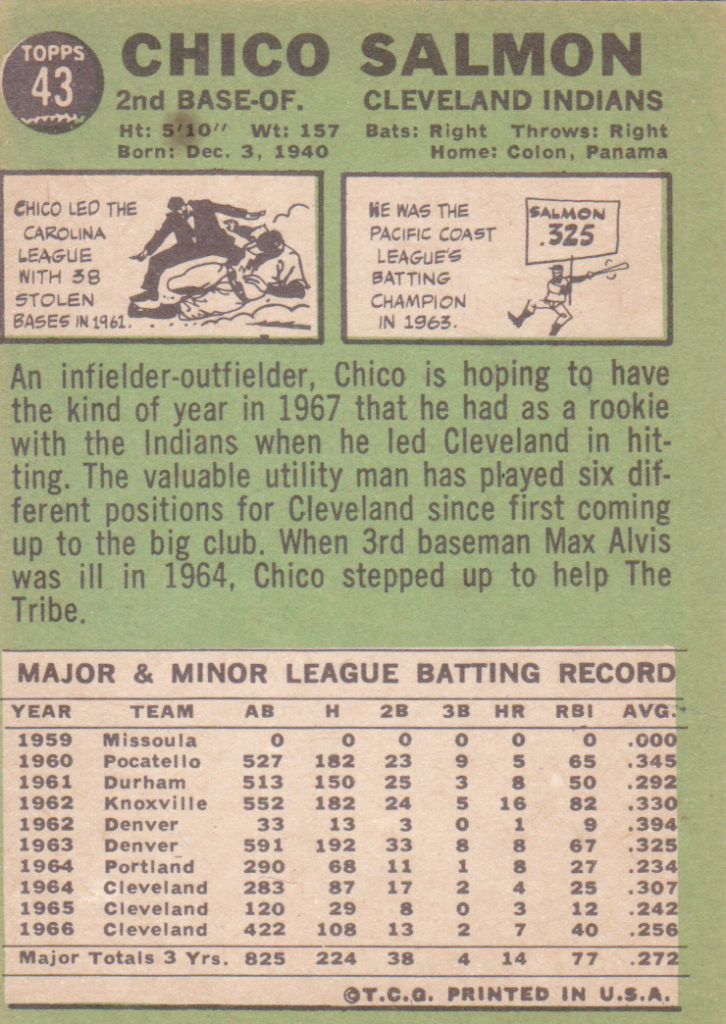 TOPPS
43
CHICO SALMON
2nd BASE-OF. CLEVELAND INDIANS
Ht: 5'10" Wt: 157 Bats: Right Throws: Right
Born: Dec. 3, 1940 Home: Colon, Panama
CHICO LED THE
CAROLINA
LEAGUE
WITH 38
STOLEN
BASES IN 1961.
HE WAS THE
PACIFIC COAST
LEAGUE'S
BATTING
CHAMPION
IN 1963.
SALMON
.325
An infielder-outfielder, Chico is hoping to have
the kind of year in 1967 that he had as a rookie
with the Indians when he led Cleveland in hit-
ting. The valuable utility man has played six dif-
ferent positions for Cleveland since first coming
up to the big club. When 3rd baseman Max Alvis
was ill in 1964, Chico stepped up to help The
Tribe.
MAJOR & MINOR LEAGUE BATTING RECORD
YEAR TEAM AB H 2B 3B HR RBI AVG.
1959 Missoula 0 0 0 0 0 0 .000
1960 Pocatello 527 182 23 9 5 65 .345
1961 Durham 513 150 25 3 8 50 .292
1962 Knoxville 552 182 24 5 16 82 .330
1962 Denver 33 13 3 0 1 9 .394
1963 Denver 591 192 33 8 8 67 .325
1964 Portland 290 68 11 1 8 27 .234
1964 Cleveland 283 87 17 2 4 25 .307
1965 Cleveland 120 29 8 0 3 12 .242
1966 Cleveland 422 108 13 2 7 40 .256
Major Totals 3 Yrs. 825 224 38 4 14 77 .272
©T.C.G. PRINTED IN U.S.A.